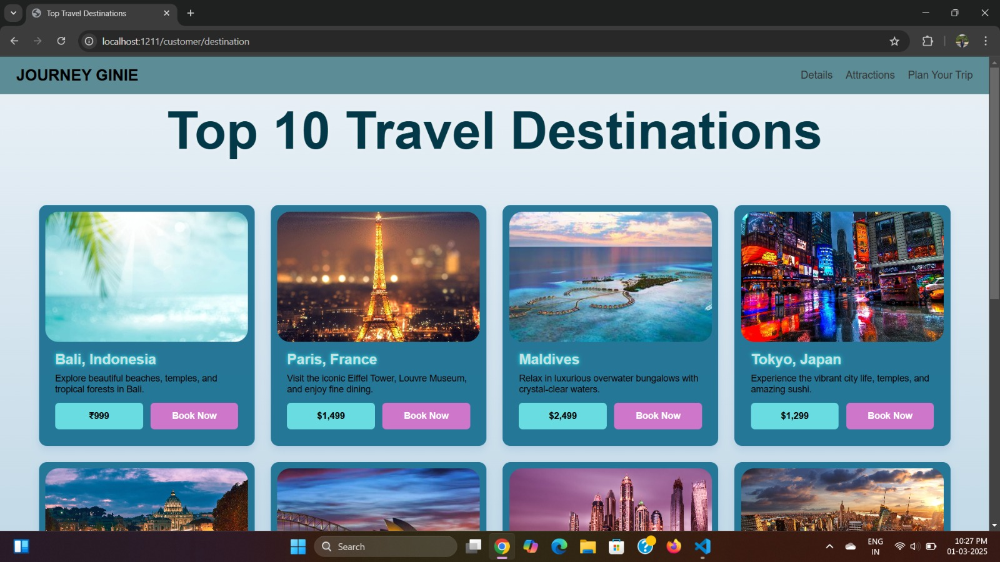 Top Travel Destinations
localhost:1211/customer/destination
JOURNEY GINIE
Details
Attractions
Plan Your Trip
Top 10 Travel Destinations
Bali, Indonesia
Explore beautiful beaches, temples, and
tropical forests in Bali.
₹999
Book Now
Paris, France
Visit the iconic Eiffel Tower, Louvre Museum,
and enjoy fine dining.
$1,499
Book Now
Maldives
Relax in luxurious overwater bungalows with
crystal-clear waters.
$2,499
Book Now
Tokyo, Japan
Experience the vibrant city life, temples, and
amazing sushi.
$1,299
Book Now
Search
ENG
IN
10:27 PM
01-03-2025